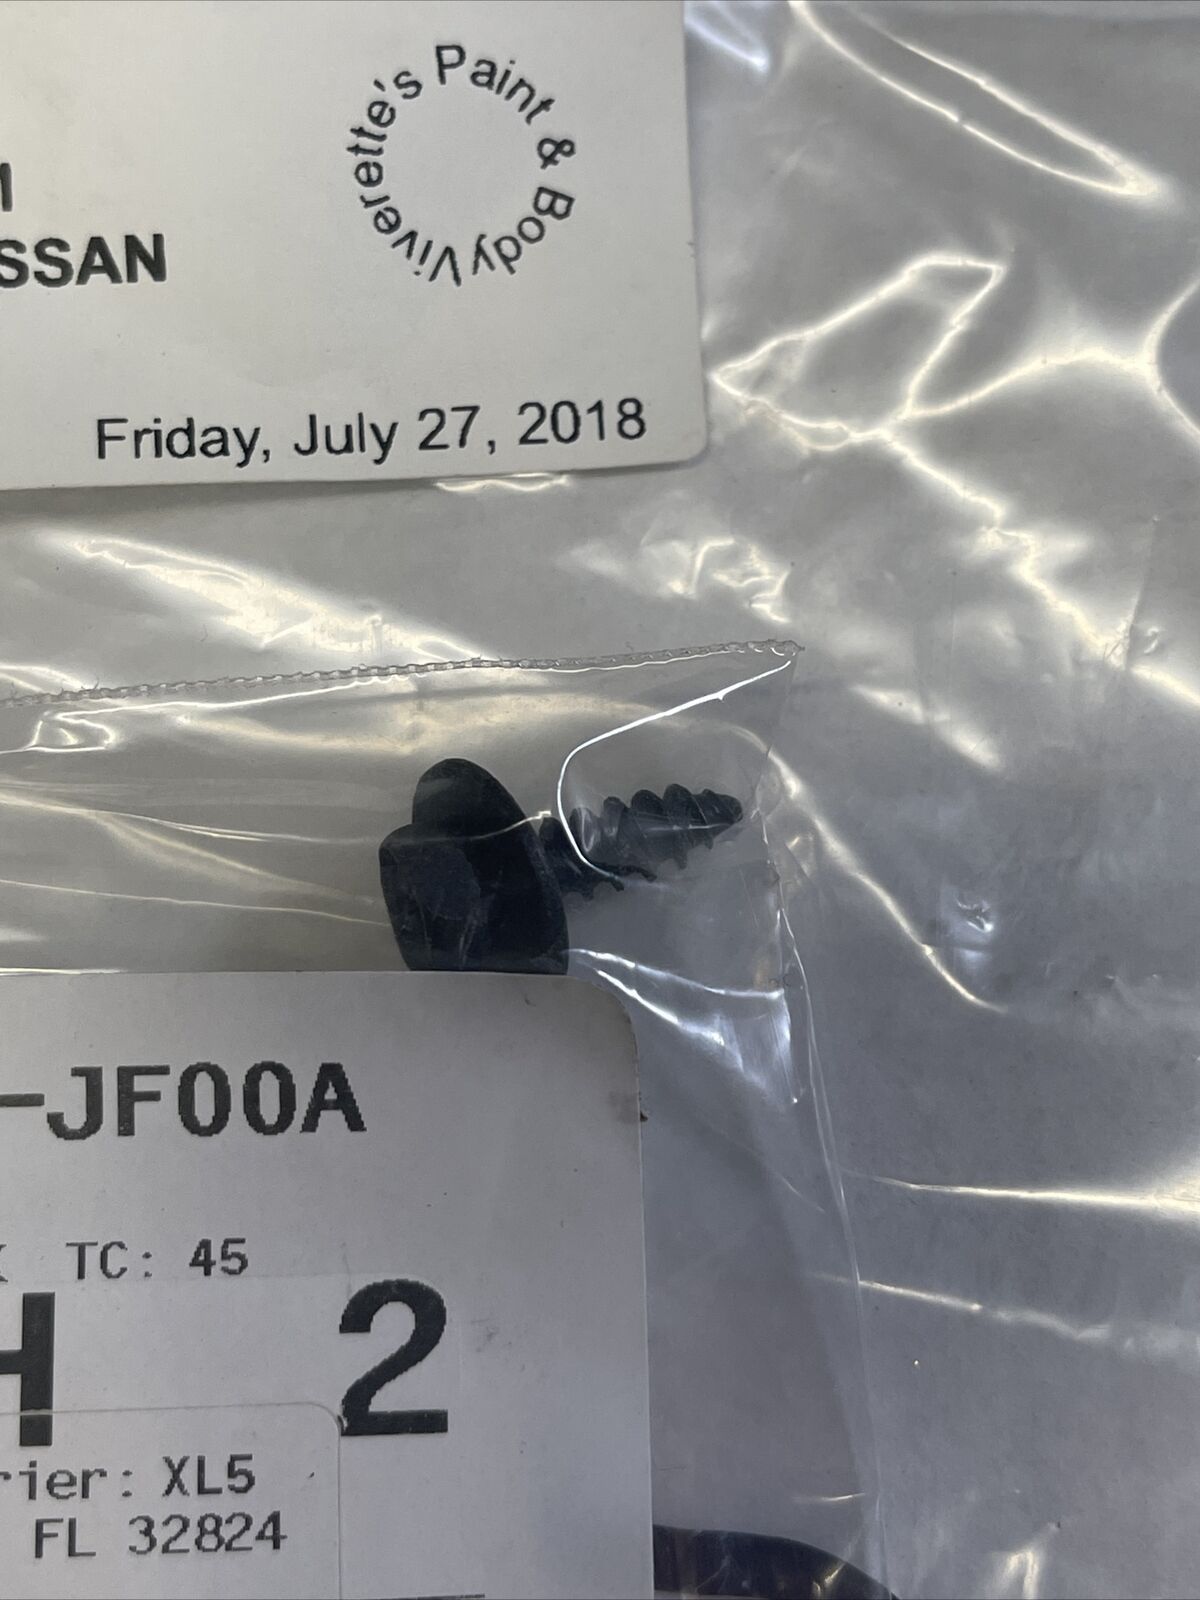 Viverette's Paint & Body
SSAN
Friday, July 27, 2018
-JF00A
TC: 45
H 2
rier: XL5
FL 32824